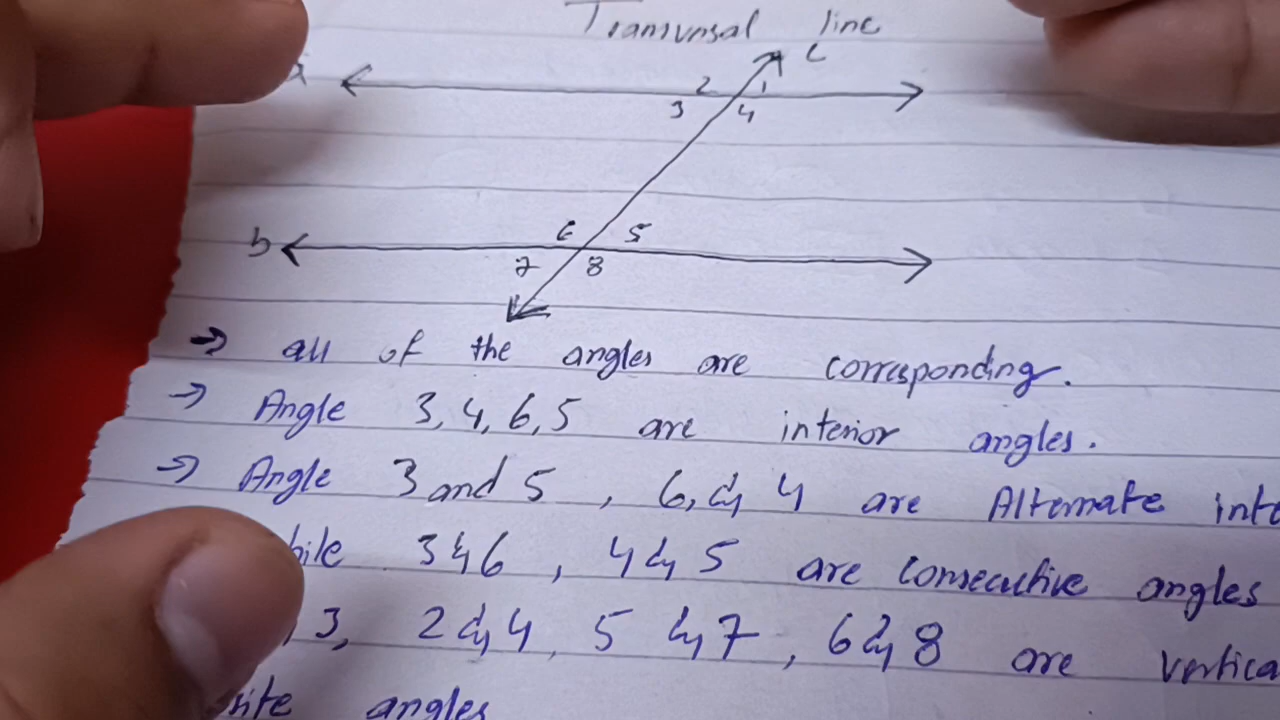 Transversal line
a
c
2 1
3 4
b
6 5
7 8
→ all of the angles are corresponding.
→ Angle 3, 4, 6, 5 are interior angles.
→ Angle 3 and 5, 6, & 4 are Alternate inte
hile 3 & 6, 4 & 5 are consecutive angles
3, 2 & 4, 5 & 7, 6 & 8 are vertica
site angles